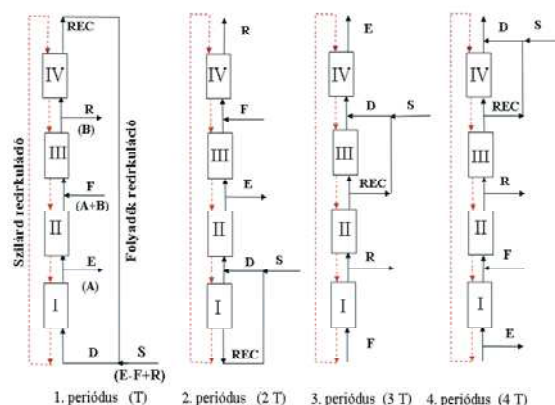 REC
R
E
D
S
IV
IV
IV
IV
R
(B)
F
D
S
REC
III
III
III
III
F
(A+B)
E
REC
R
II
II
II
II
E
(A)
D
S
R
F
I
I
I
I
D
S
(E-F+R)
REC
F
E
Szilárd recirkuláció
Folyadék recirkuláció
1. periódus (T)
2. periódus (2 T)
3. periódus (3 T)
4. periódus (4 T)